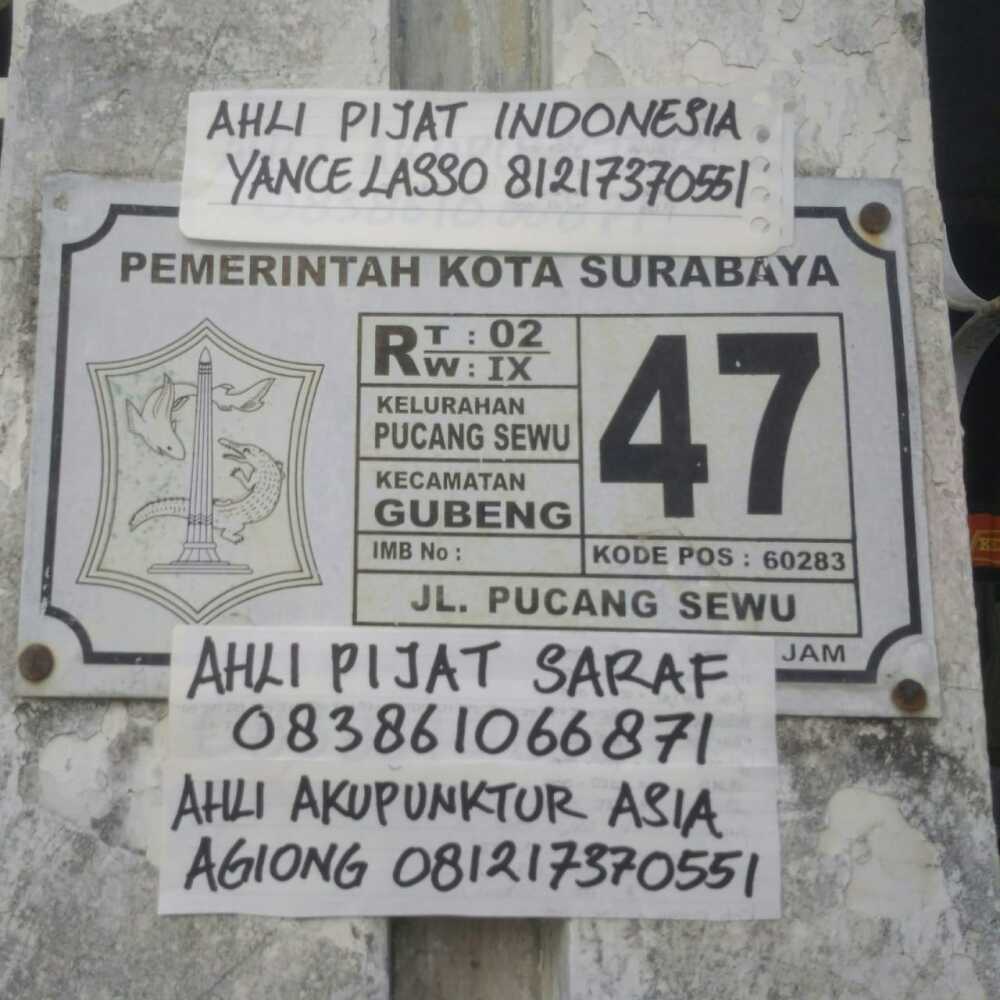 AHLI PIJAT INDONESIA
YANCE LASSO 81217370551
PEMERINTAH KOTA SURABAYA
RT : 02
RW : IX
47
KELURAHAN
PUCANG SEWU
KECAMATAN
GUBENG
IMB No :
KODE POS : 60283
JL. PUCANG SEWU
JAM
AHLI PIJAT SARAF
083861066871
AHLI AKUPUNKTUR ASIA
AGIONG 081217370551